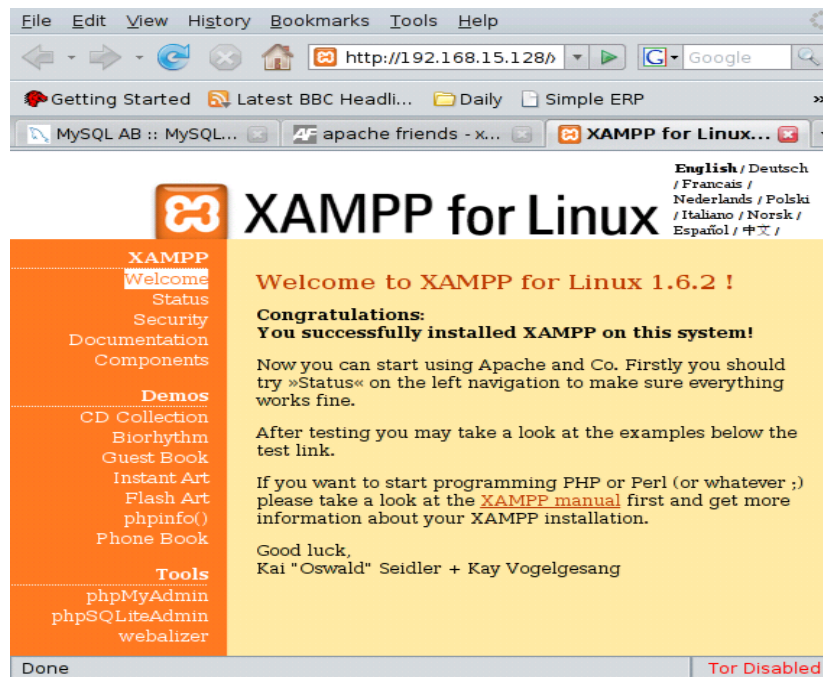 File Edit View History Bookmarks Tools Help
http://192.168.15.128/x Google
Getting Started Latest BBC Headli... Daily Simple ERP »
MySQL AB :: MySQL... AF apache friends - x... XAMPP for Linux...
English / Deutsch
/ Francais /
Nederlands / Polski
/ Italiano / Norsk /
Español / 中文 /
XAMPP for Linux
XAMPP
Welcome
Status
Security
Documentation
Components
Demos
CD Collection
Biorhythm
Guest Book
Instant Art
Flash Art
phpinfo()
Phone Book
Tools
phpMyAdmin
phpSQLiteAdmin
webalizer
Welcome to XAMPP for Linux 1.6.2 !
Congratulations:
You successfully installed XAMPP on this system!
Now you can start using Apache and Co. Firstly you should
try »Status« on the left navigation to make sure everything
works fine.
After testing you may take a look at the examples below the
test link.
If you want to start programming PHP or Perl (or whatever ;)
please take a look at the XAMPP manual first and get more
information about your XAMPP installation.
Good luck,
Kai "Oswald" Seidler + Kay Vogelgesang
Done Tor Disabled